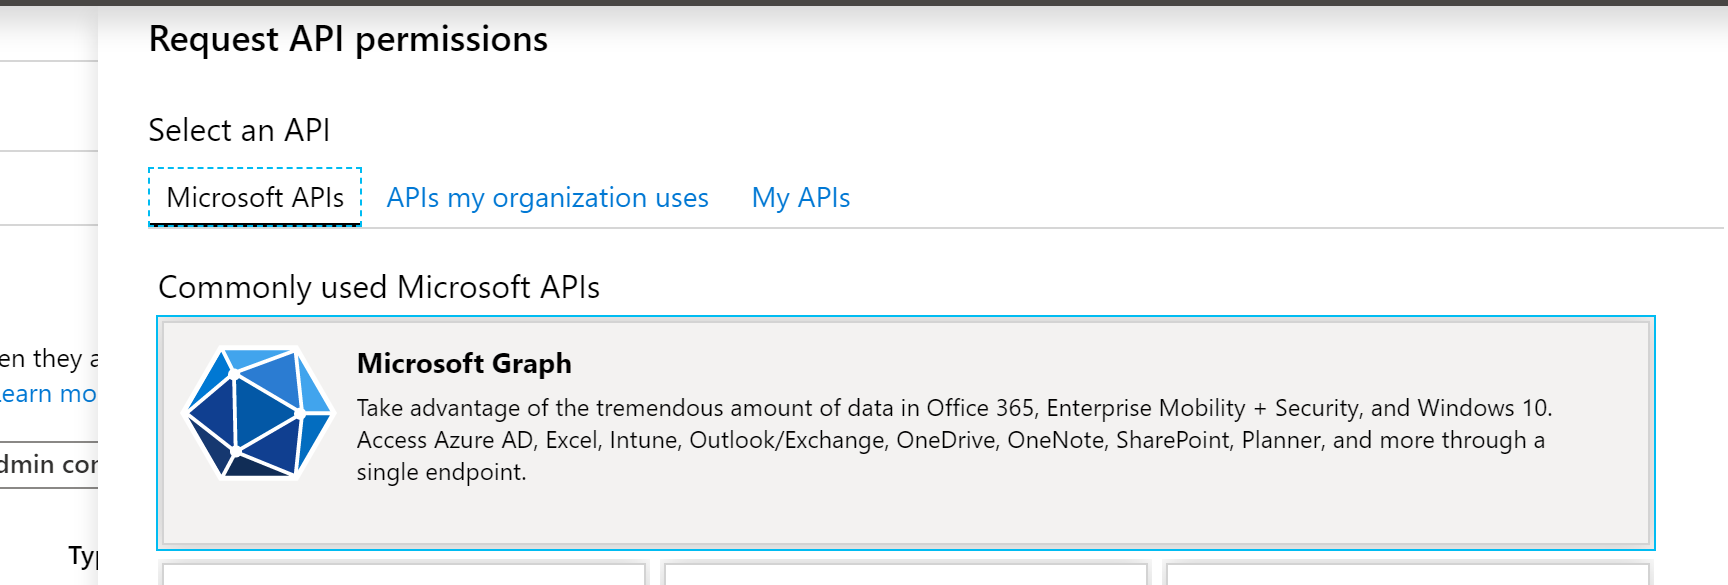 Request API permissions
Select an API
Microsoft APIs APIs my organization uses My APIs
Commonly used Microsoft APIs
Microsoft Graph
Take advantage of the tremendous amount of data in Office 365, Enterprise Mobility + Security, and Windows 10.
Access Azure AD, Excel, Intune, Outlook/Exchange, OneDrive, OneNote, SharePoint, Planner, and more through a
single endpoint.
en they a
earn mo
dmin cor
Typ